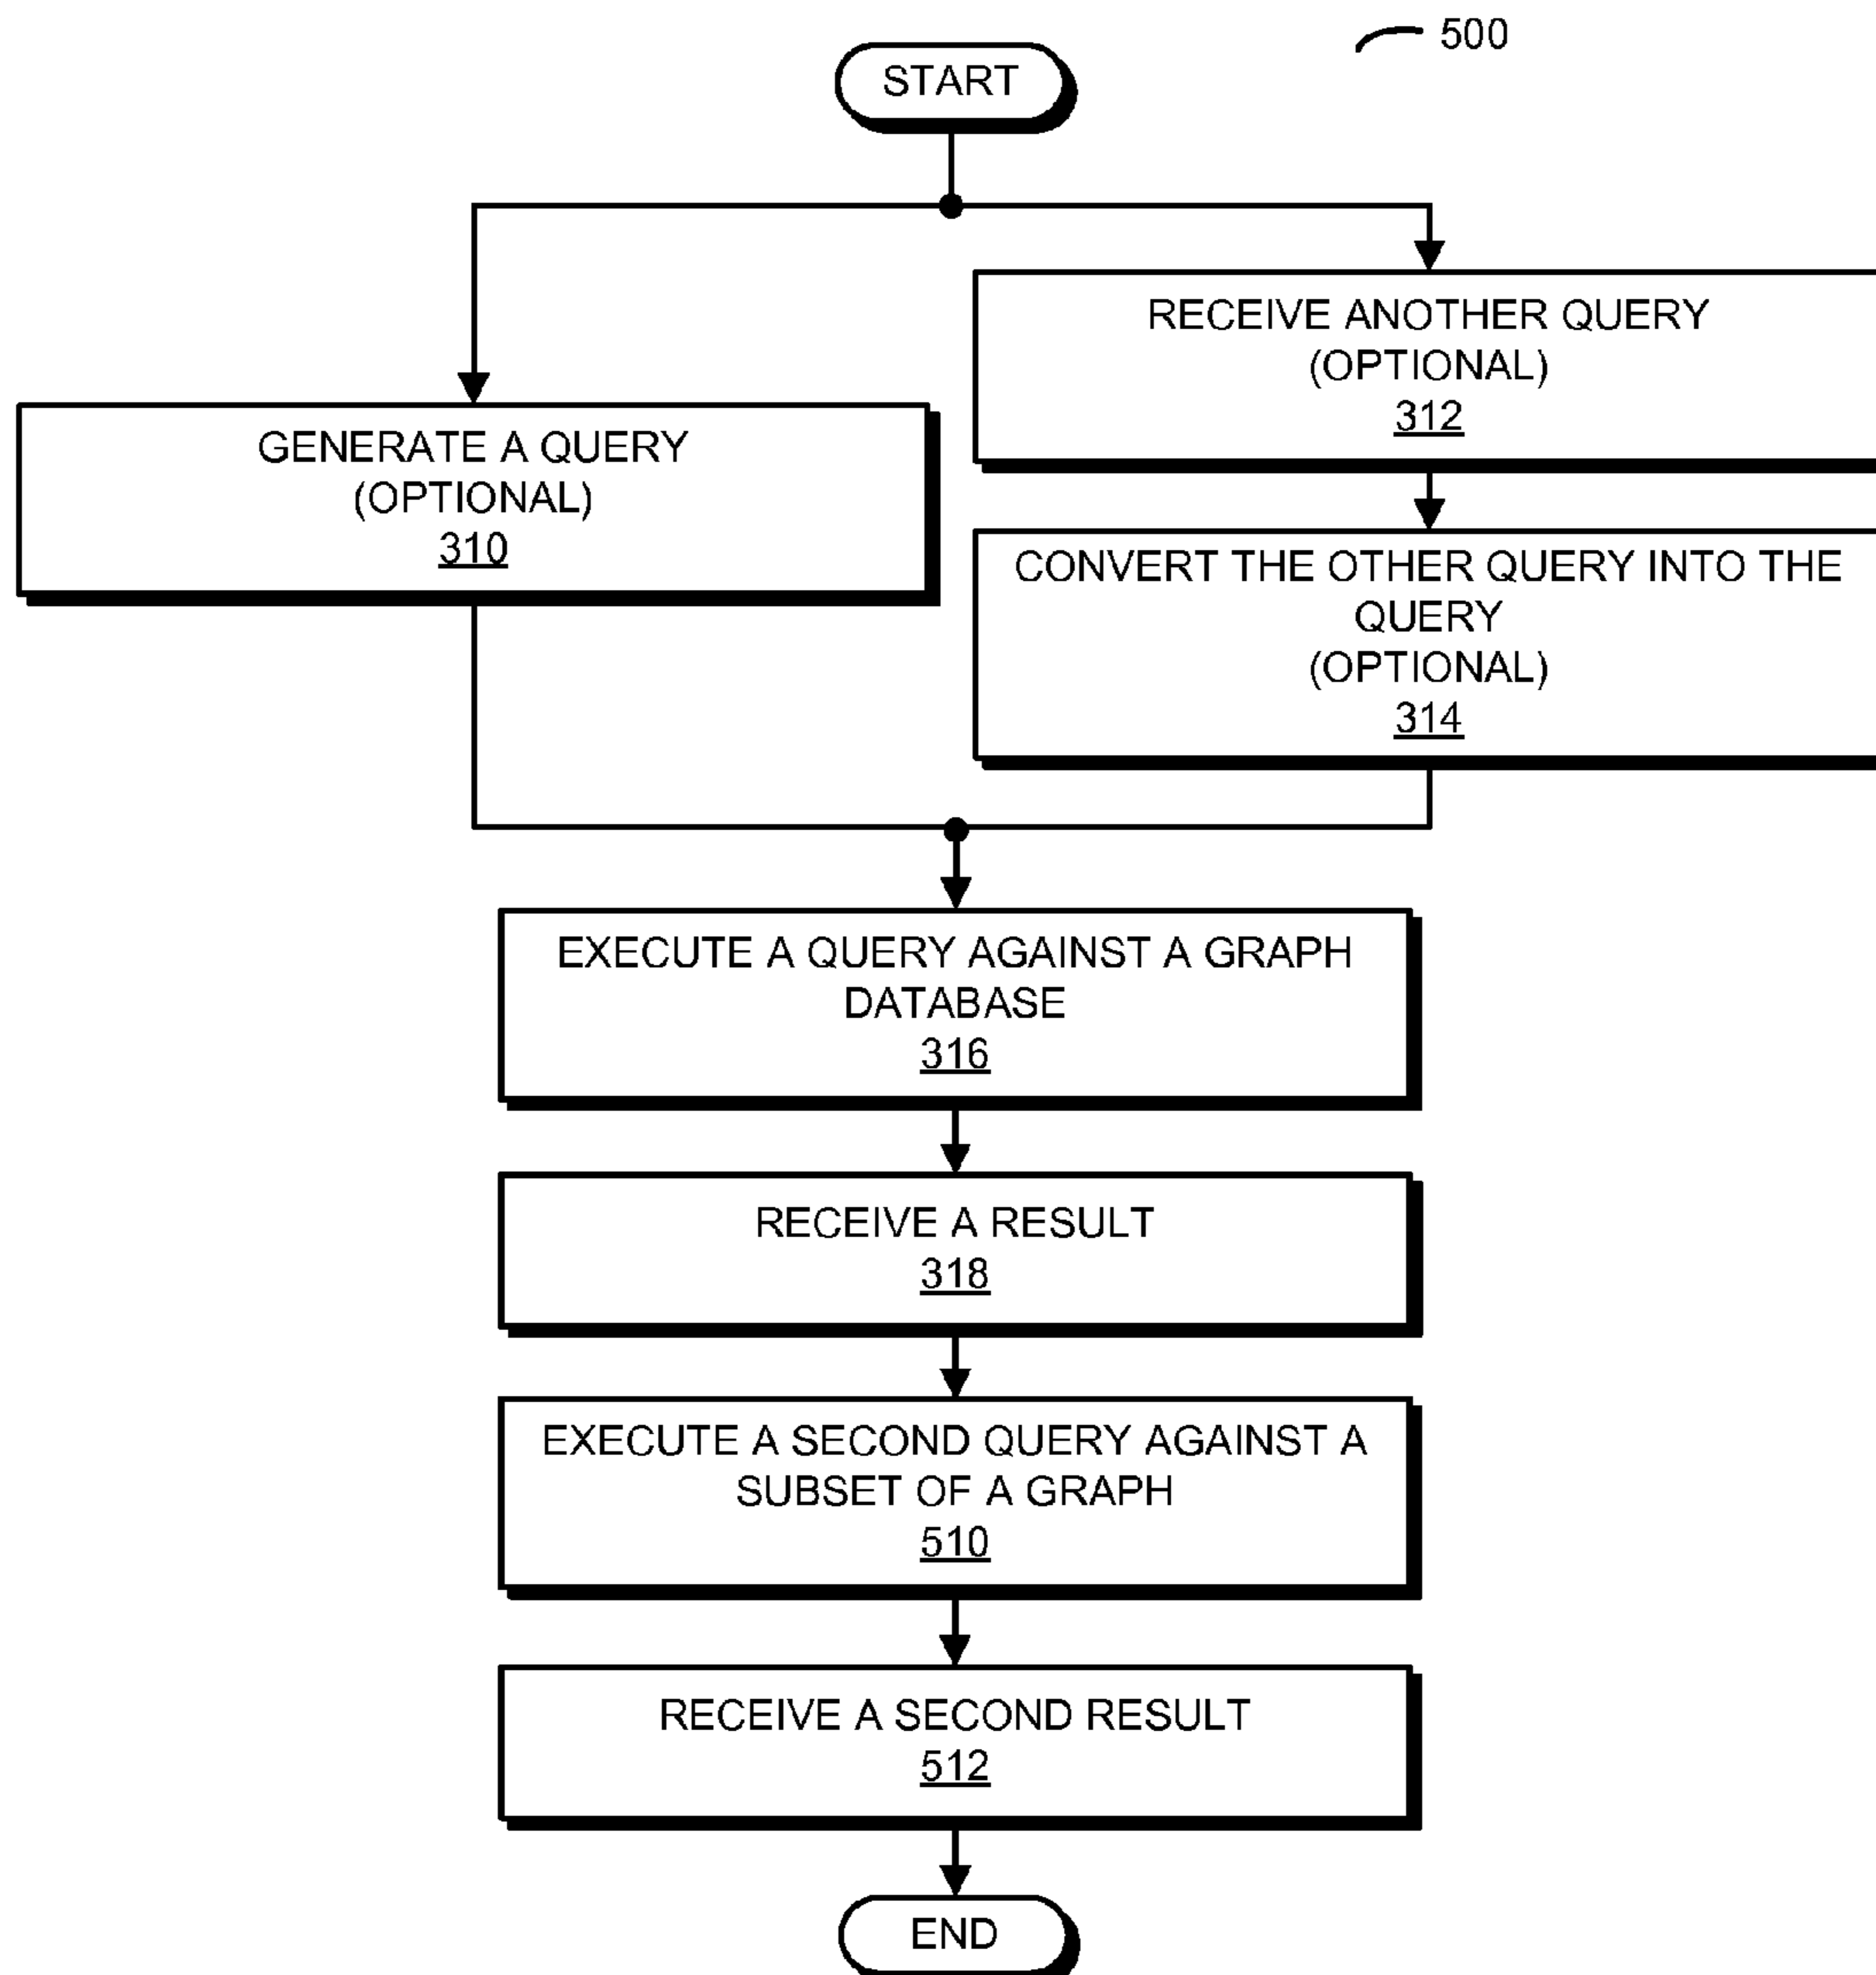 500
START
RECEIVE ANOTHER QUERY
(OPTIONAL)
312
GENERATE A QUERY
(OPTIONAL)
310
CONVERT THE OTHER QUERY INTO THE
QUERY
(OPTIONAL)
314
EXECUTE A QUERY AGAINST A GRAPH
DATABASE
316
RECEIVE A RESULT
318
EXECUTE A SECOND QUERY AGAINST A
SUBSET OF A GRAPH
510
RECEIVE A SECOND RESULT
512
END